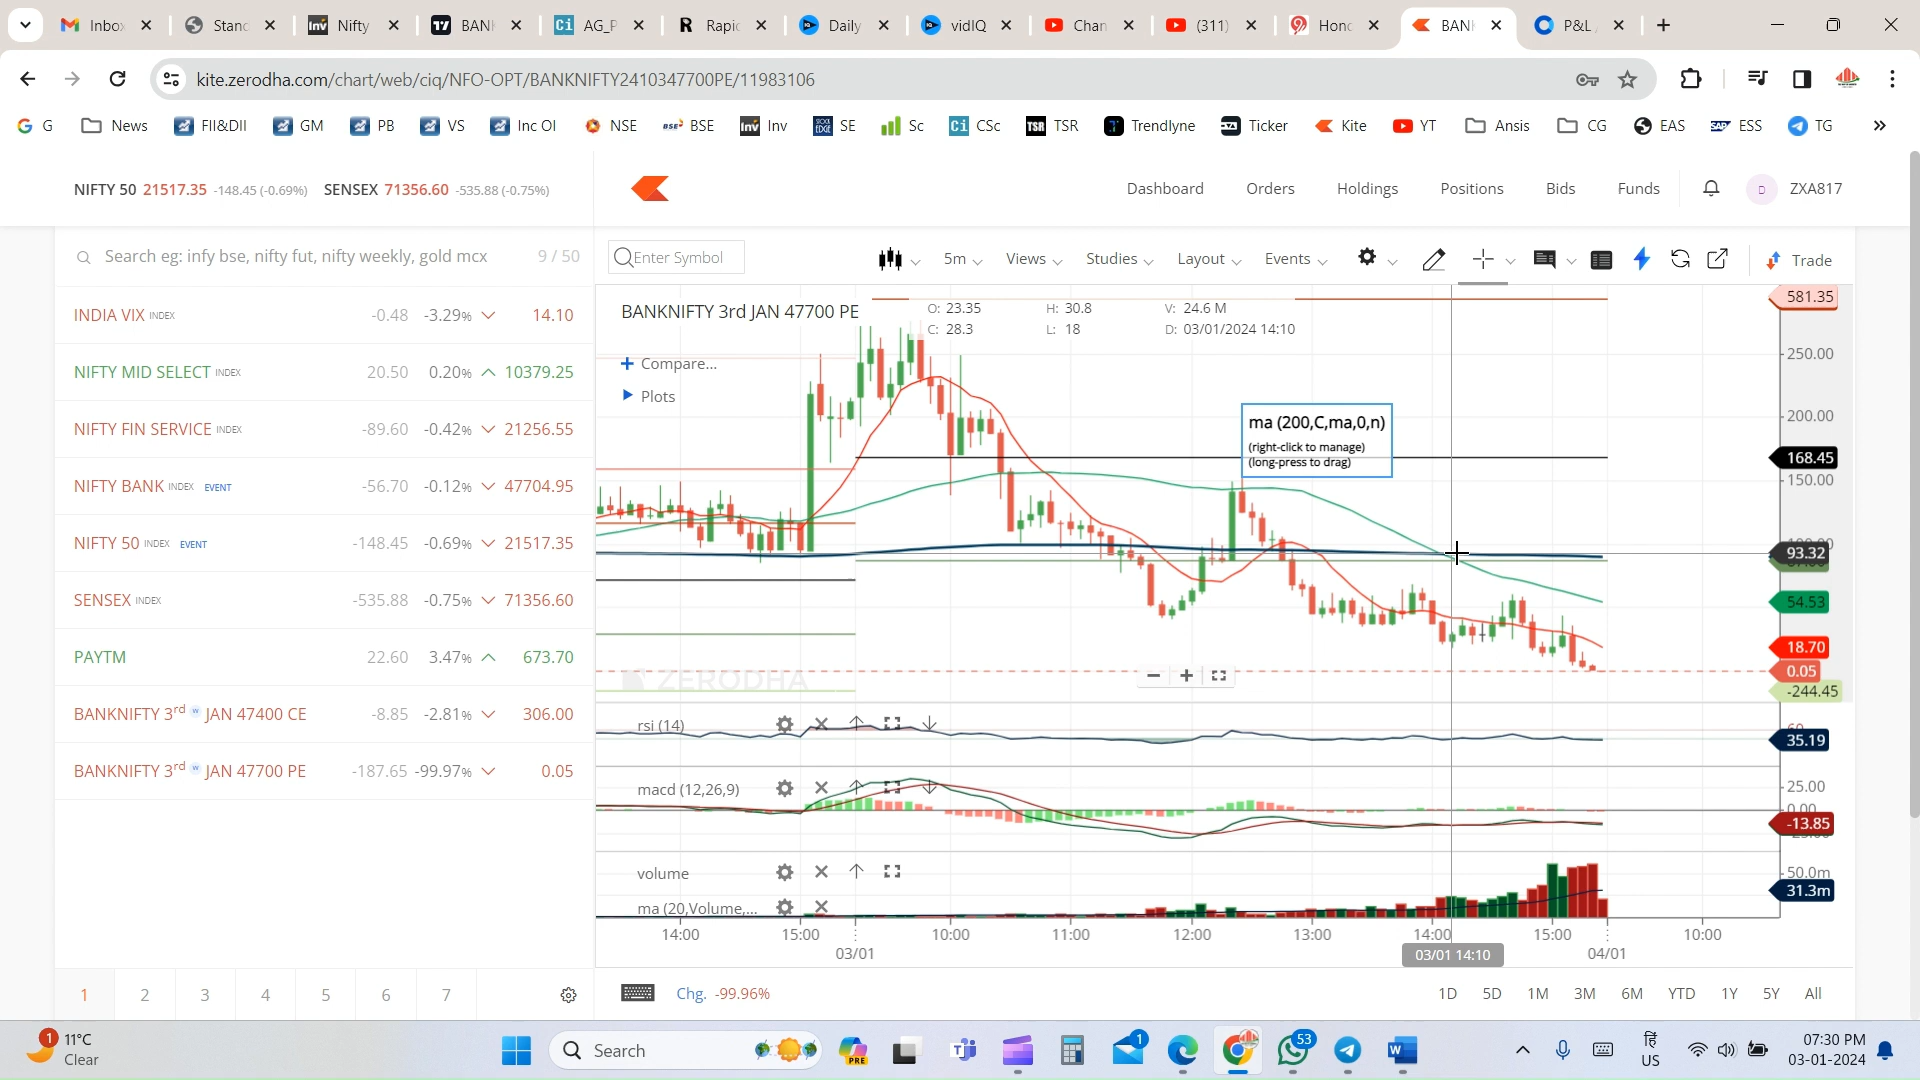 Inbo
Stand
Nifty
BANK
AG_P
Rapid
Daily
vidIQ
Chan
(311)
Hond
BANK
P&L
kite.zerodha.com/chart/web/ciq/NFO-OPT/BANKNIFTY2410347700PE/11983106
G News FII&DII GM PB VS Inc OI NSE BSE Inv SE Sc CSc TSR Trendlyne Ticker Kite YT Ansis CG EAS ESS TG
NIFTY 50 21517.35 -148.45 (-0.69%) SENSEX 71356.60 -535.88 (-0.75%)
Dashboard Orders Holdings Positions Bids Funds D ZXA817
Search eg: infy bse, nifty fut, nifty weekly, gold mcx 9 / 50
INDIA VIX INDEX -0.48 -3.29% 14.10
NIFTY MID SELECT INDEX 20.50 0.20% 10379.25
NIFTY FIN SERVICE INDEX -89.60 -0.42% 21256.55
NIFTY BANK INDEX EVENT -56.70 -0.12% 47704.95
NIFTY 50 INDEX EVENT -148.45 -0.69% 21517.35
SENSEX INDEX -535.88 -0.75% 71356.60
PAYTM 22.60 3.47% 673.70
BANKNIFTY 3rd w JAN 47400 CE -8.85 -2.81% 306.00
BANKNIFTY 3rd w JAN 47700 PE -187.65 -99.97% 0.05
1 2 3 4 5 6 7
Enter Symbol 5m Views Studies Layout Events Trade
BANKNIFTY 3rd JAN 47700 PE
O: 23.35 H: 30.8 V: 24.6 M
C: 28.3 L: 18 D: 03/01/2024 14:10
Compare...
Plots
ma (200,C,ma,0,n)
(right-click to manage)
(long-press to drag)
581.35
250.00
200.00
168.45
150.00
93.32
54.53
18.70
0.05
-244.45
ZERODHA
rsi (14)
35.19
macd (12,26,9)
25.00
0.00
-13.85
volume
50.0m
31.3m
ma (20,Volume,...
14:00 15:00 10:00 11:00 12:00 13:00 14:00 15:00 10:00
03/01 03/01 14:10 04/01
Chg. -99.96%
1D 5D 1M 3M 6M YTD 1Y 5Y All
1
11°C
Clear
Search
PRE
1
53
हिं
US
07:30 PM
03-01-2024